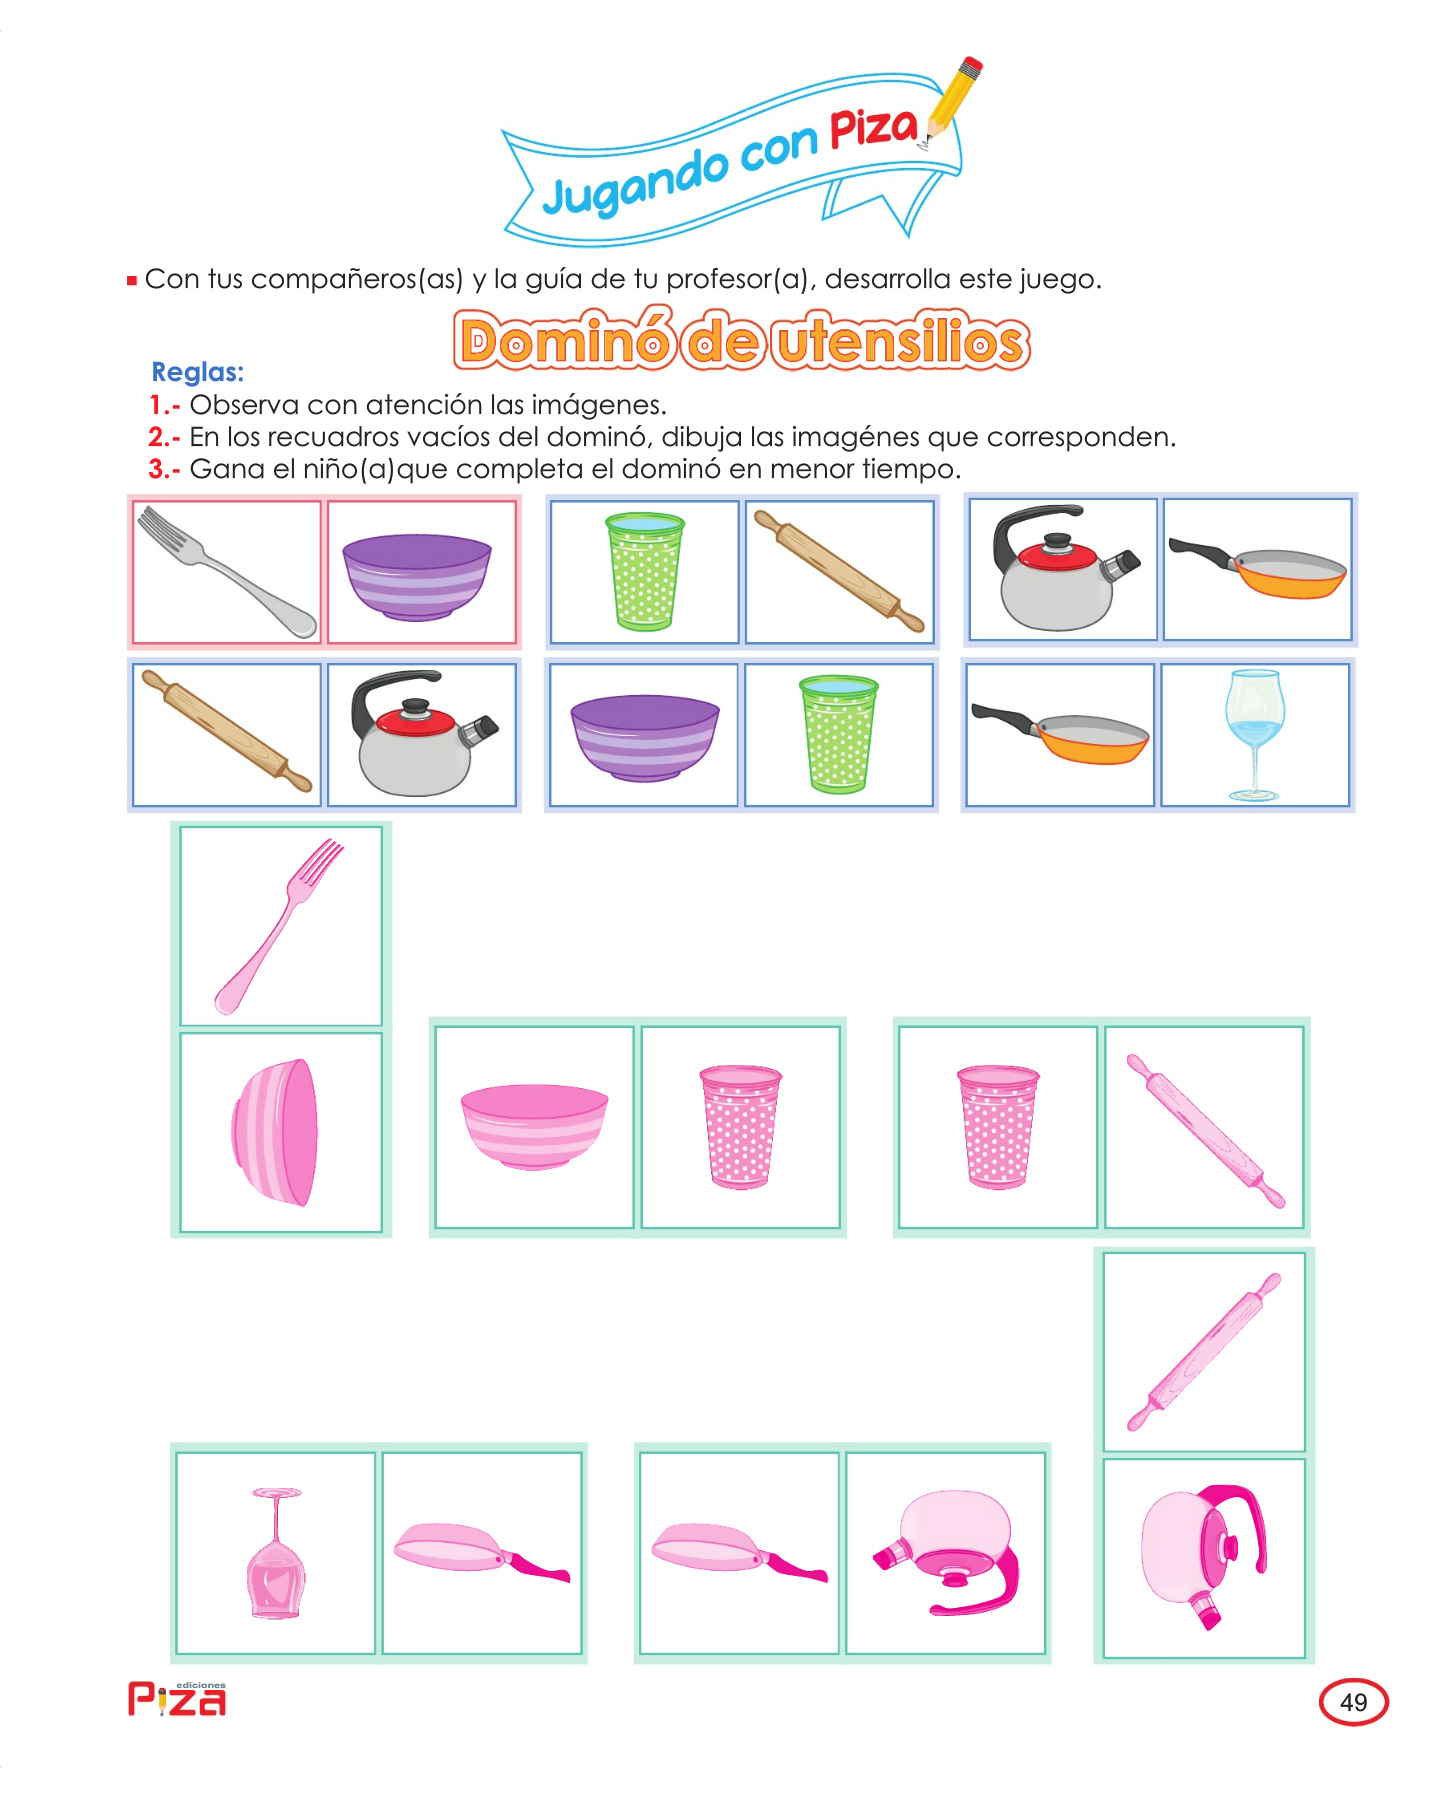 Jugando con Piza
Con tus compañeros(as) y la guía de tu profesor(a), desarrolla este juego.
Dominó de utensilios
Reglas:
1.- Observa con atención las imágenes.
2.- En los recuadros vacíos del dominó, dibuja las imagénes que corresponden.
3.- Gana el niño(a)que completa el dominó en menor tiempo.
ediciones
Piza
49